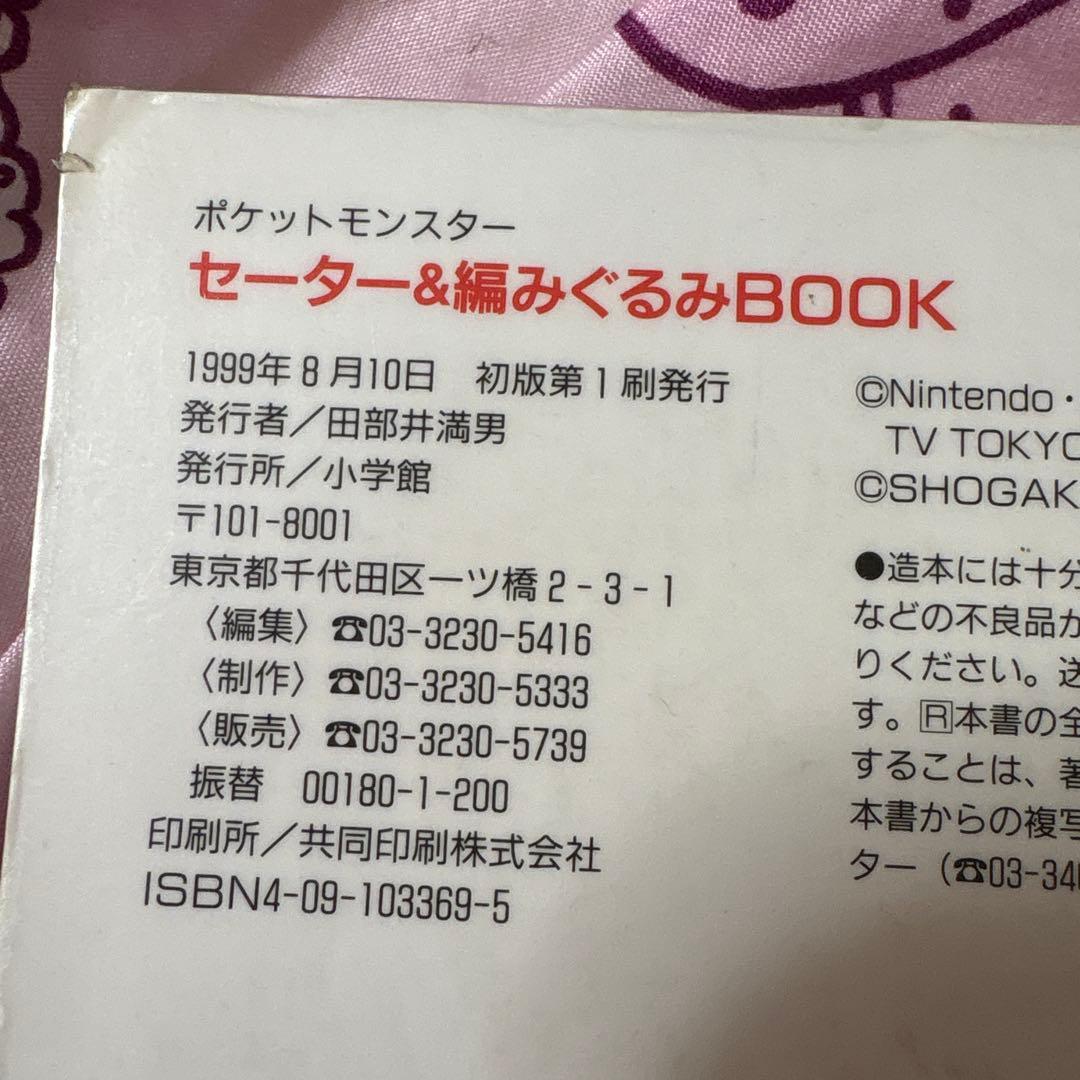 ポケットモンスター
セーター&編みぐるみBOOK
1999年8月10日　初版第1刷発行
発行者／田部井満男
発行所／小学館
〒101-8001
東京都千代田区一ツ橋2-3-1
〈編集〉☎03-3230-5416
〈制作〉☎03-3230-5333
〈販売〉☎03-3230-5739
振替　00180-1-200
印刷所／共同印刷株式会社
ISBN4-09-103369-5
©Nintendo・
TV TOKYO
©SHOGAK
●造本には十分
などの不良品が
りください。送
す。Ⓡ本書の全
することは、著
本書からの複写
ター（☎03-34